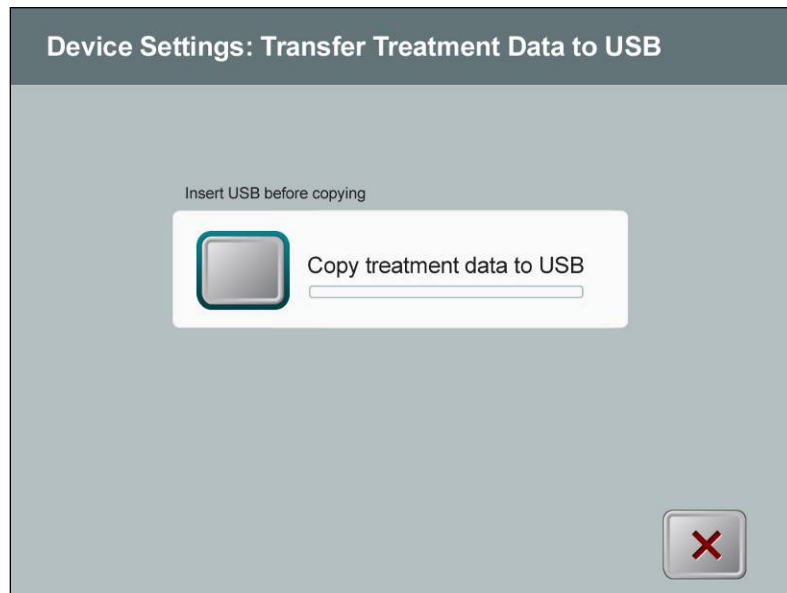 Device Settings: Transfer Treatment Data to USB
Insert USB before copying
Copy treatment data to USB